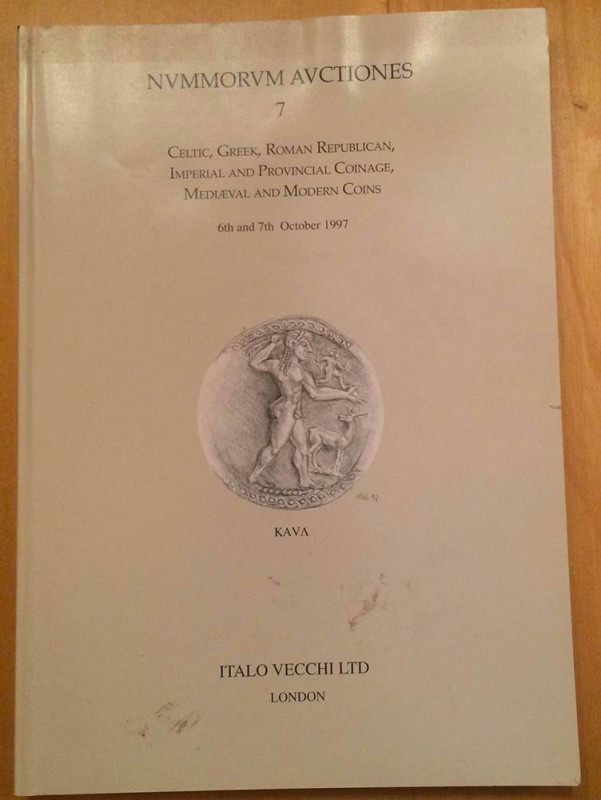 NVMMORVM AVCTIONES
7
CELTIC, GREEK, ROMAN REPUBLICAN,
IMPERIAL AND PROVINCIAL COINAGE,
MEDIÆVAL AND MODERN COINS
6th and 7th October 1997
KAVΛ
ITALO VECCHI LTD
LONDON